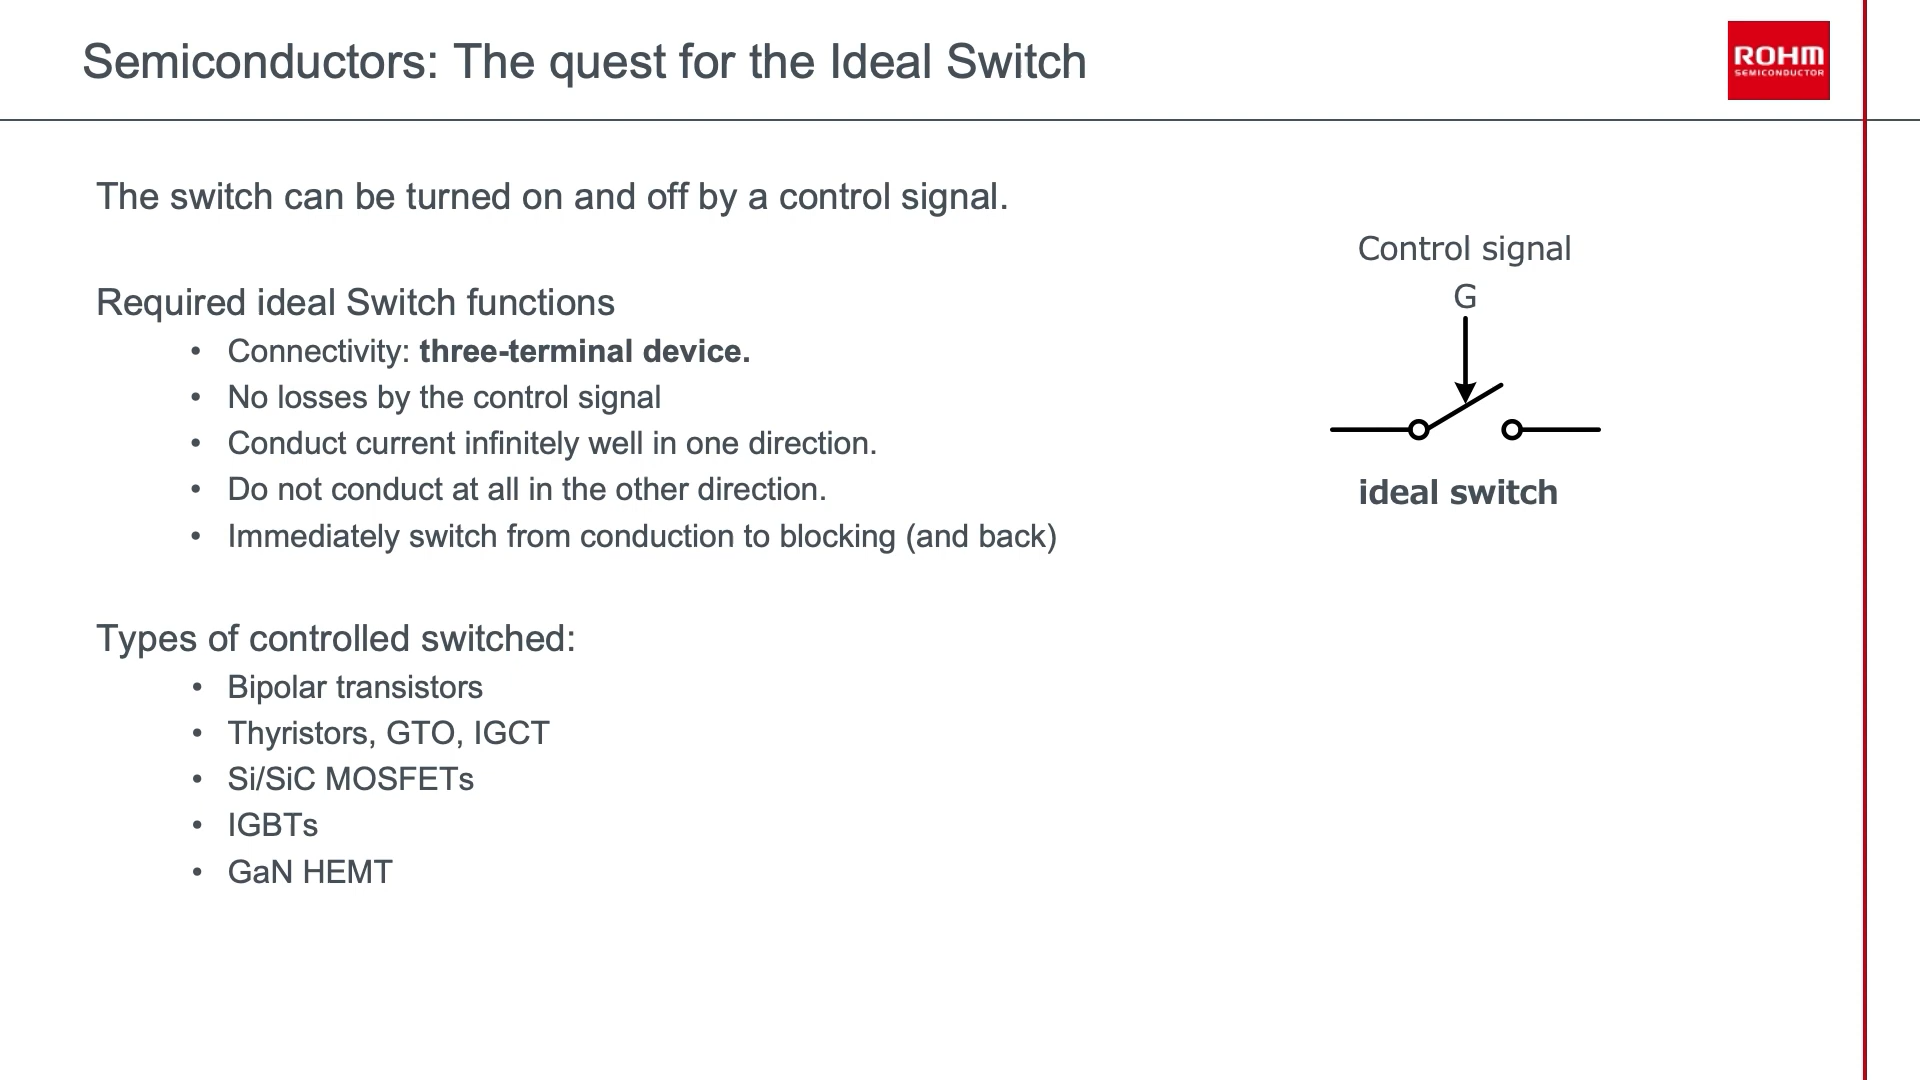 Semiconductors: The quest for the Ideal Switch
ROHM
SEMICONDUCTOR
The switch can be turned on and off by a control signal.
Required ideal Switch functions
• Connectivity: three-terminal device.
• No losses by the control signal
• Conduct current infinitely well in one direction.
• Do not conduct at all in the other direction.
• Immediately switch from conduction to blocking (and back)
Types of controlled switched:
• Bipolar transistors
• Thyristors, GTO, IGCT
• Si/SiC MOSFETs
• IGBTs
• GaN HEMT
Control signal
G
ideal switch